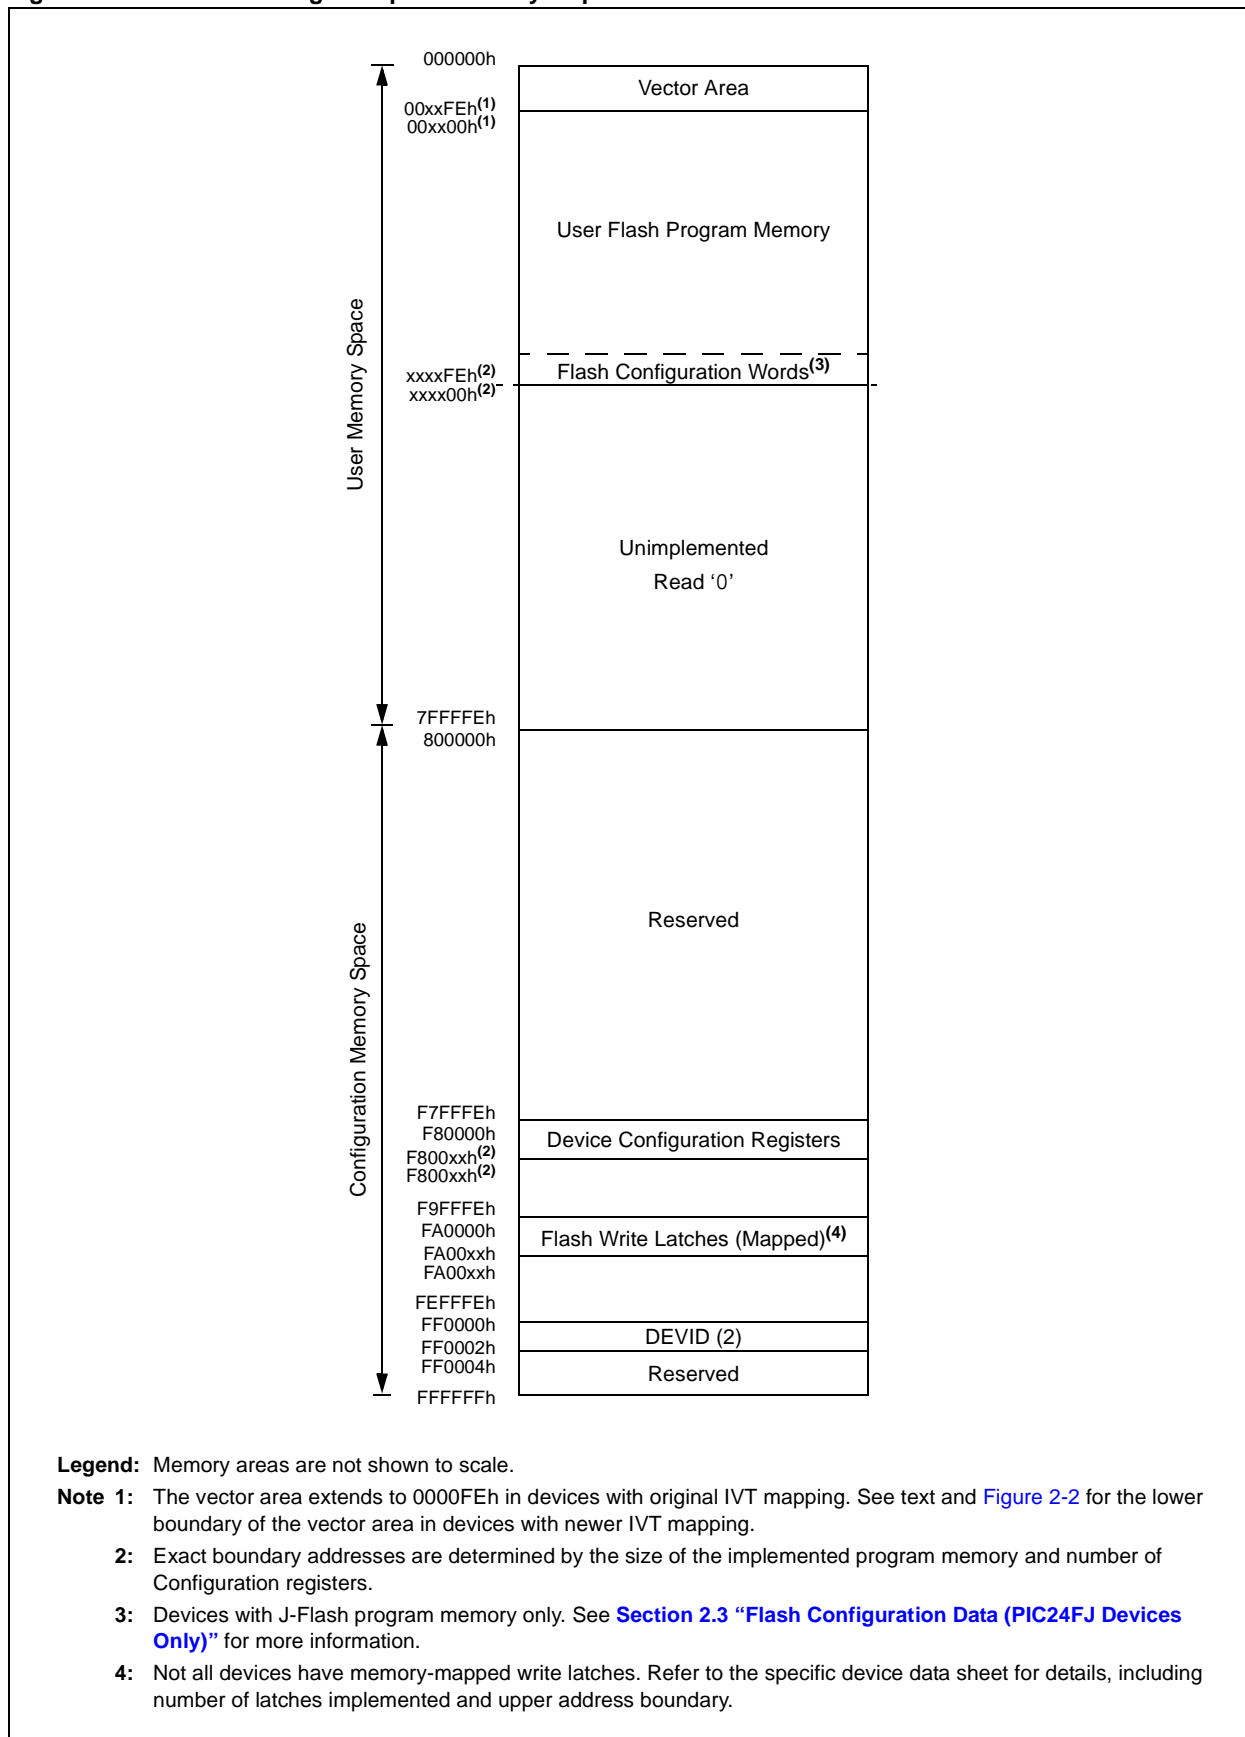 000000h
Vector Area
00xxFEh(1)
00xx00h(1)
User Flash Program Memory
User Memory Space
xxxxFEh(2)
Flash Configuration Words(3)
xxxx00h(2)
Unimplemented
Read ‘0’
7FFFFEh
800000h
Reserved
Configuration Memory Space
F7FFFEh
F80000h
Device Configuration Registers
F800xxh(2)
F800xxh(2)
F9FFFEh
FA0000h
Flash Write Latches (Mapped)(4)
FA00xxh
FA00xxh
FEFFFEh
FF0000h
DEVID (2)
FF0002h
FF0004h
Reserved
FFFFFFh
Legend: Memory areas are not shown to scale.
Note 1: The vector area extends to 0000FEh in devices with original IVT mapping. See text and Figure 2-2 for the lower
boundary of the vector area in devices with newer IVT mapping.
2: Exact boundary addresses are determined by the size of the implemented program memory and number of
Configuration registers.
3: Devices with J-Flash program memory only. See Section 2.3 “Flash Configuration Data (PIC24FJ Devices
Only)” for more information.
4: Not all devices have memory-mapped write latches. Refer to the specific device data sheet for details, including
number of latches implemented and upper address boundary.